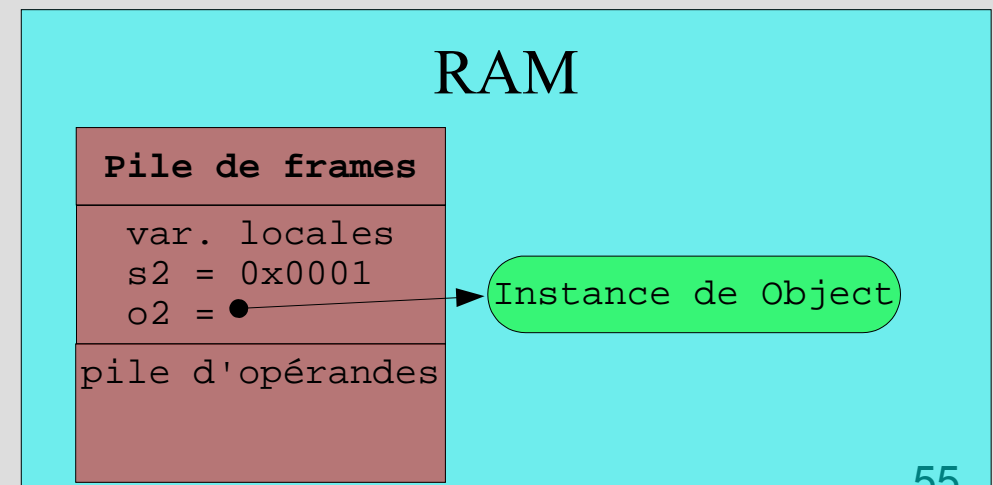 RAM
Pile de frames
var. locales
s2 = 0x0001
o2 =
Instance de Object
pile d'opérandes
55